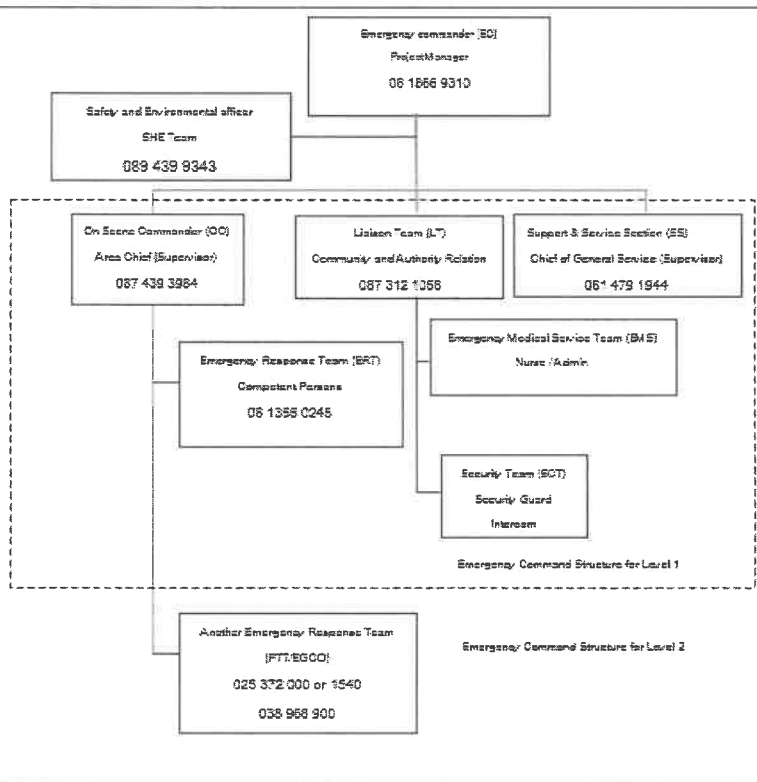 Emergency commander (EC)
Project Manager
08 1866 9310
Safety and Environmental officer
SHE Team
089 439 9343
On Scene Commander (OC)
Area Chief (Supervisor)
087 439 3984
Liaison Team (LT)
Community and Authority Relation
087 312 1056
Support & Service Section (SS)
Chief of General Service (Supervisor)
081 479 1944
Emergency Response Team (ERT)
Competent Persons
08 1355 0245
Emergency Medical Service Team (EMS)
Nurse /Admin
Security Team (SCT)
Security Guard
Intercom
Emergency Command Structure for Level 1
Another Emergency Response Team
(PTT/EGCO)
025 372 000 or 1540
038 968 900
Emergency Command Structure for Level 2